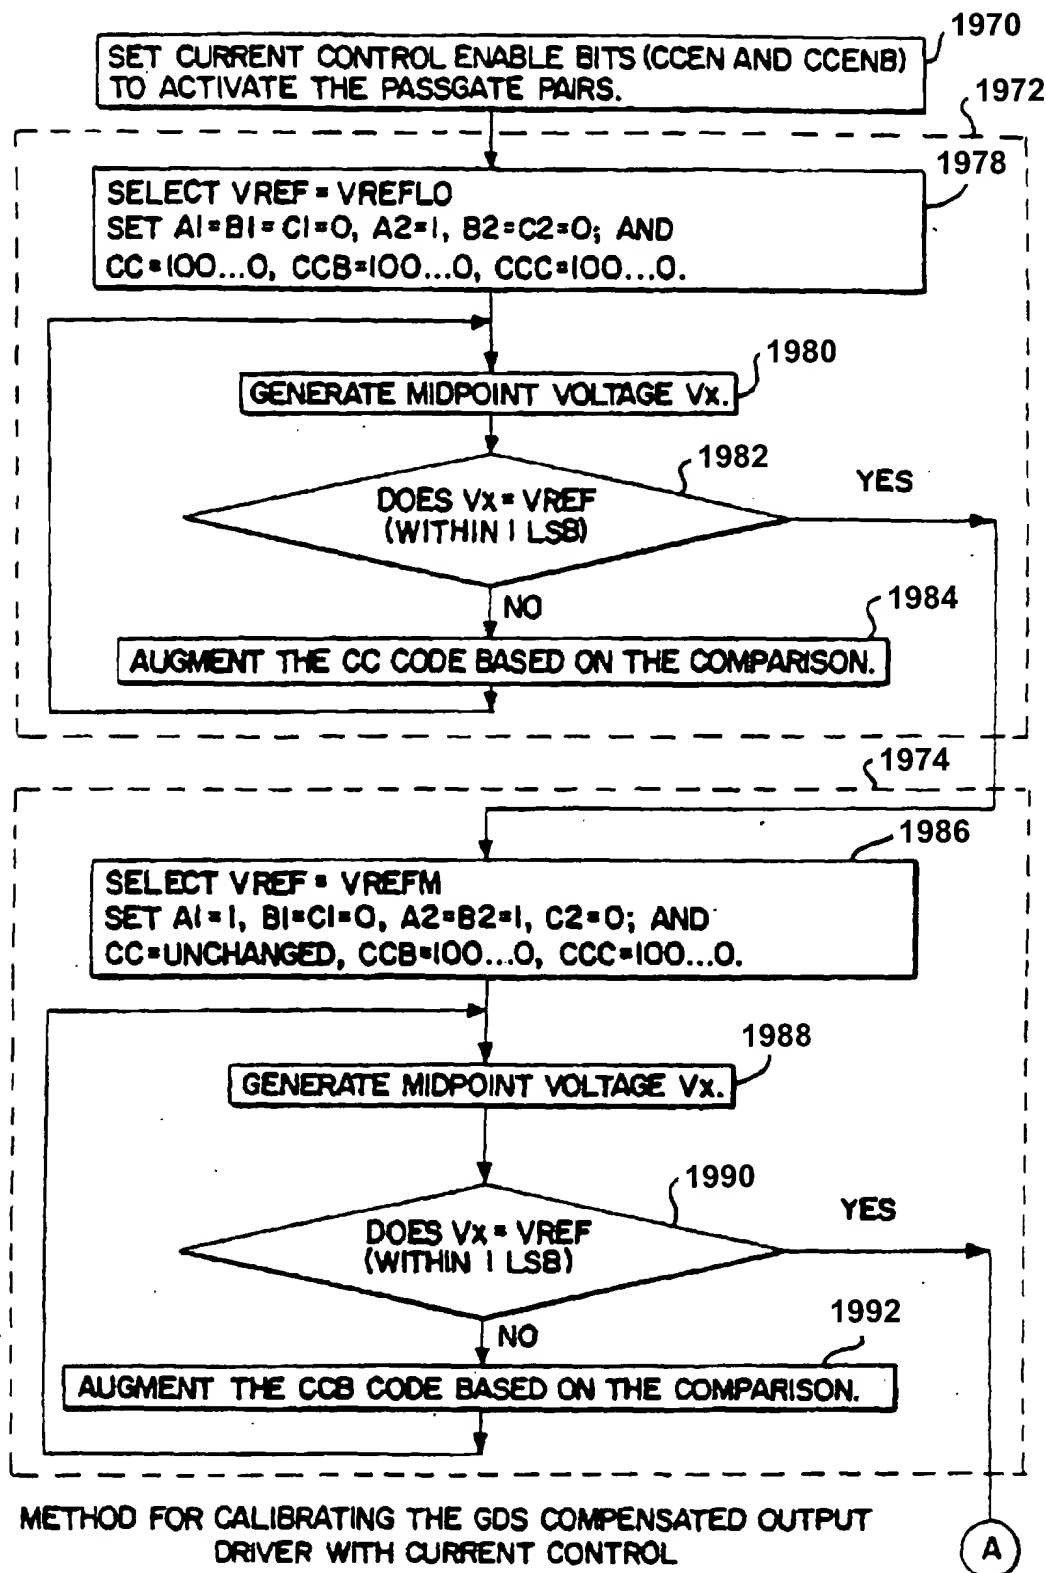 1970
SET CURRENT CONTROL ENABLE BITS (CCEN AND CCENB)
TO ACTIVATE THE PASSGATE PAIRS.
1972
1978
SELECT VREF = VREFLO
SET A1=B1=C1=0, A2=1, B2=C2=0; AND
CC=100...0, CCB=100...0, CCC=100...0.
1980
GENERATE MIDPOINT VOLTAGE Vx.
1982
DOES Vx = VREF
(WITHIN 1 LSB)
YES
NO
1984
AUGMENT THE CC CODE BASED ON THE COMPARISON.
1974
1986
SELECT VREF = VREFM
SET A1=1, B1=C1=0, A2=B2=1, C2=0; AND
CC=UNCHANGED, CCB=100...0, CCC=100...0.
1988
GENERATE MIDPOINT VOLTAGE Vx.
1990
DOES Vx = VREF
(WITHIN 1 LSB)
YES
NO
1992
AUGMENT THE CCB CODE BASED ON THE COMPARISON.
METHOD FOR CALIBRATING THE GDS COMPENSATED OUTPUT
DRIVER WITH CURRENT CONTROL
A